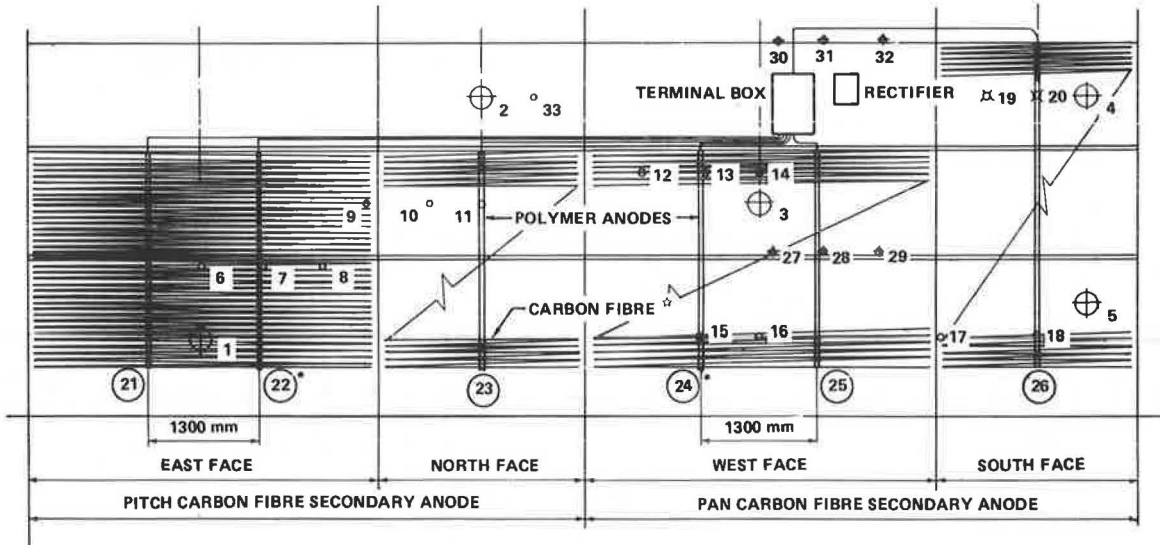 30 31 32
TERMINAL BOX RECTIFIER 19 20 4
2 33
12 13 14
9 10 11 POLYMER ANODES 3
27 28 29
6 7 8
CARBON FIBRE ☆
5
1 15 16 17 18
21 22* 23 24* 25 26
1300 mm 1300 mm
EAST FACE NORTH FACE WEST FACE SOUTH FACE
PITCH CARBON FIBRE SECONDARY ANODE PAN CARBON FIBRE SECONDARY ANODE